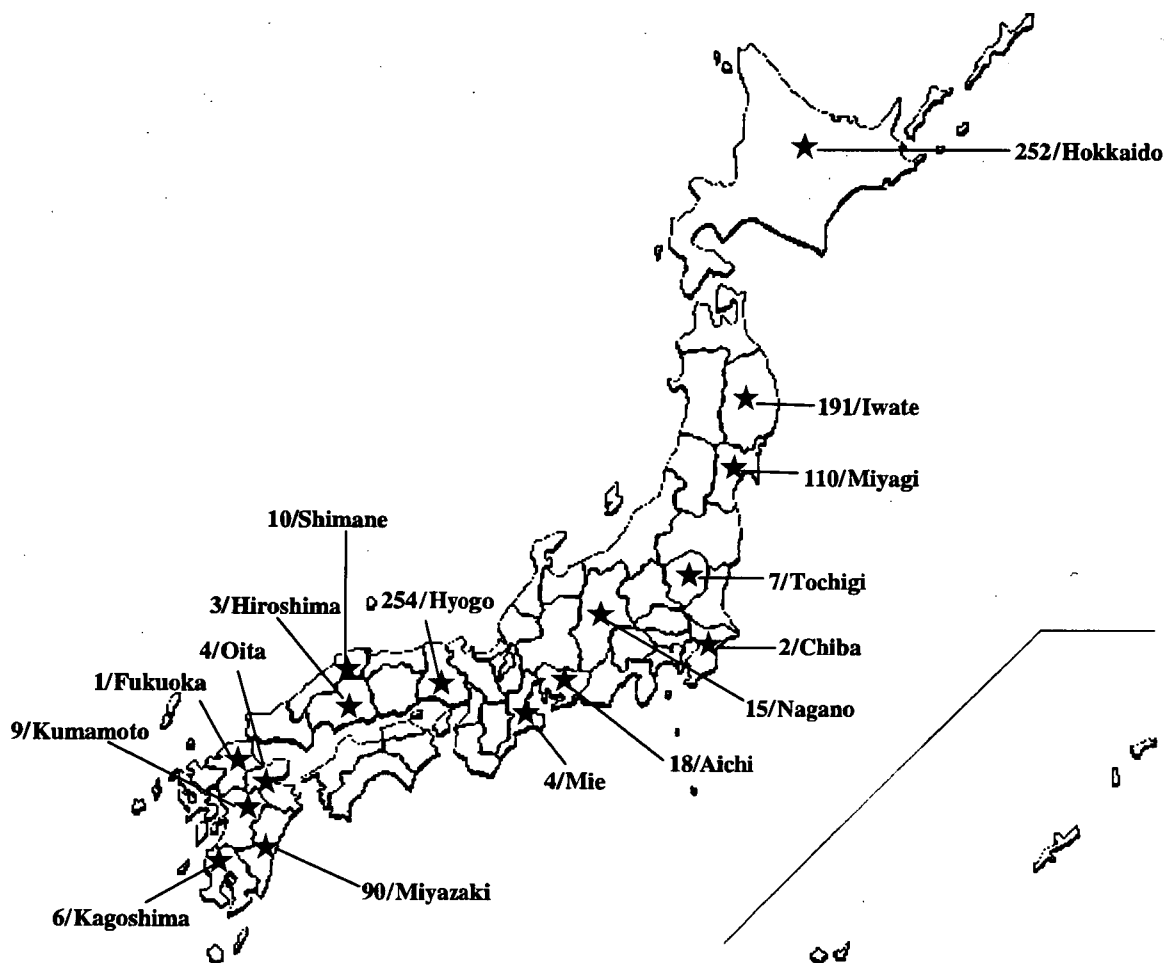 252/Hokkaido
191/Iwate
110/Miyagi
10/Shimane
7/Tochigi
3/Hiroshima
254/Hyogo
4/Oita
2/Chiba
1/Fukuoka
15/Nagano
9/Kumamoto
18/Aichi
4/Mie
90/Miyazaki
6/Kagoshima